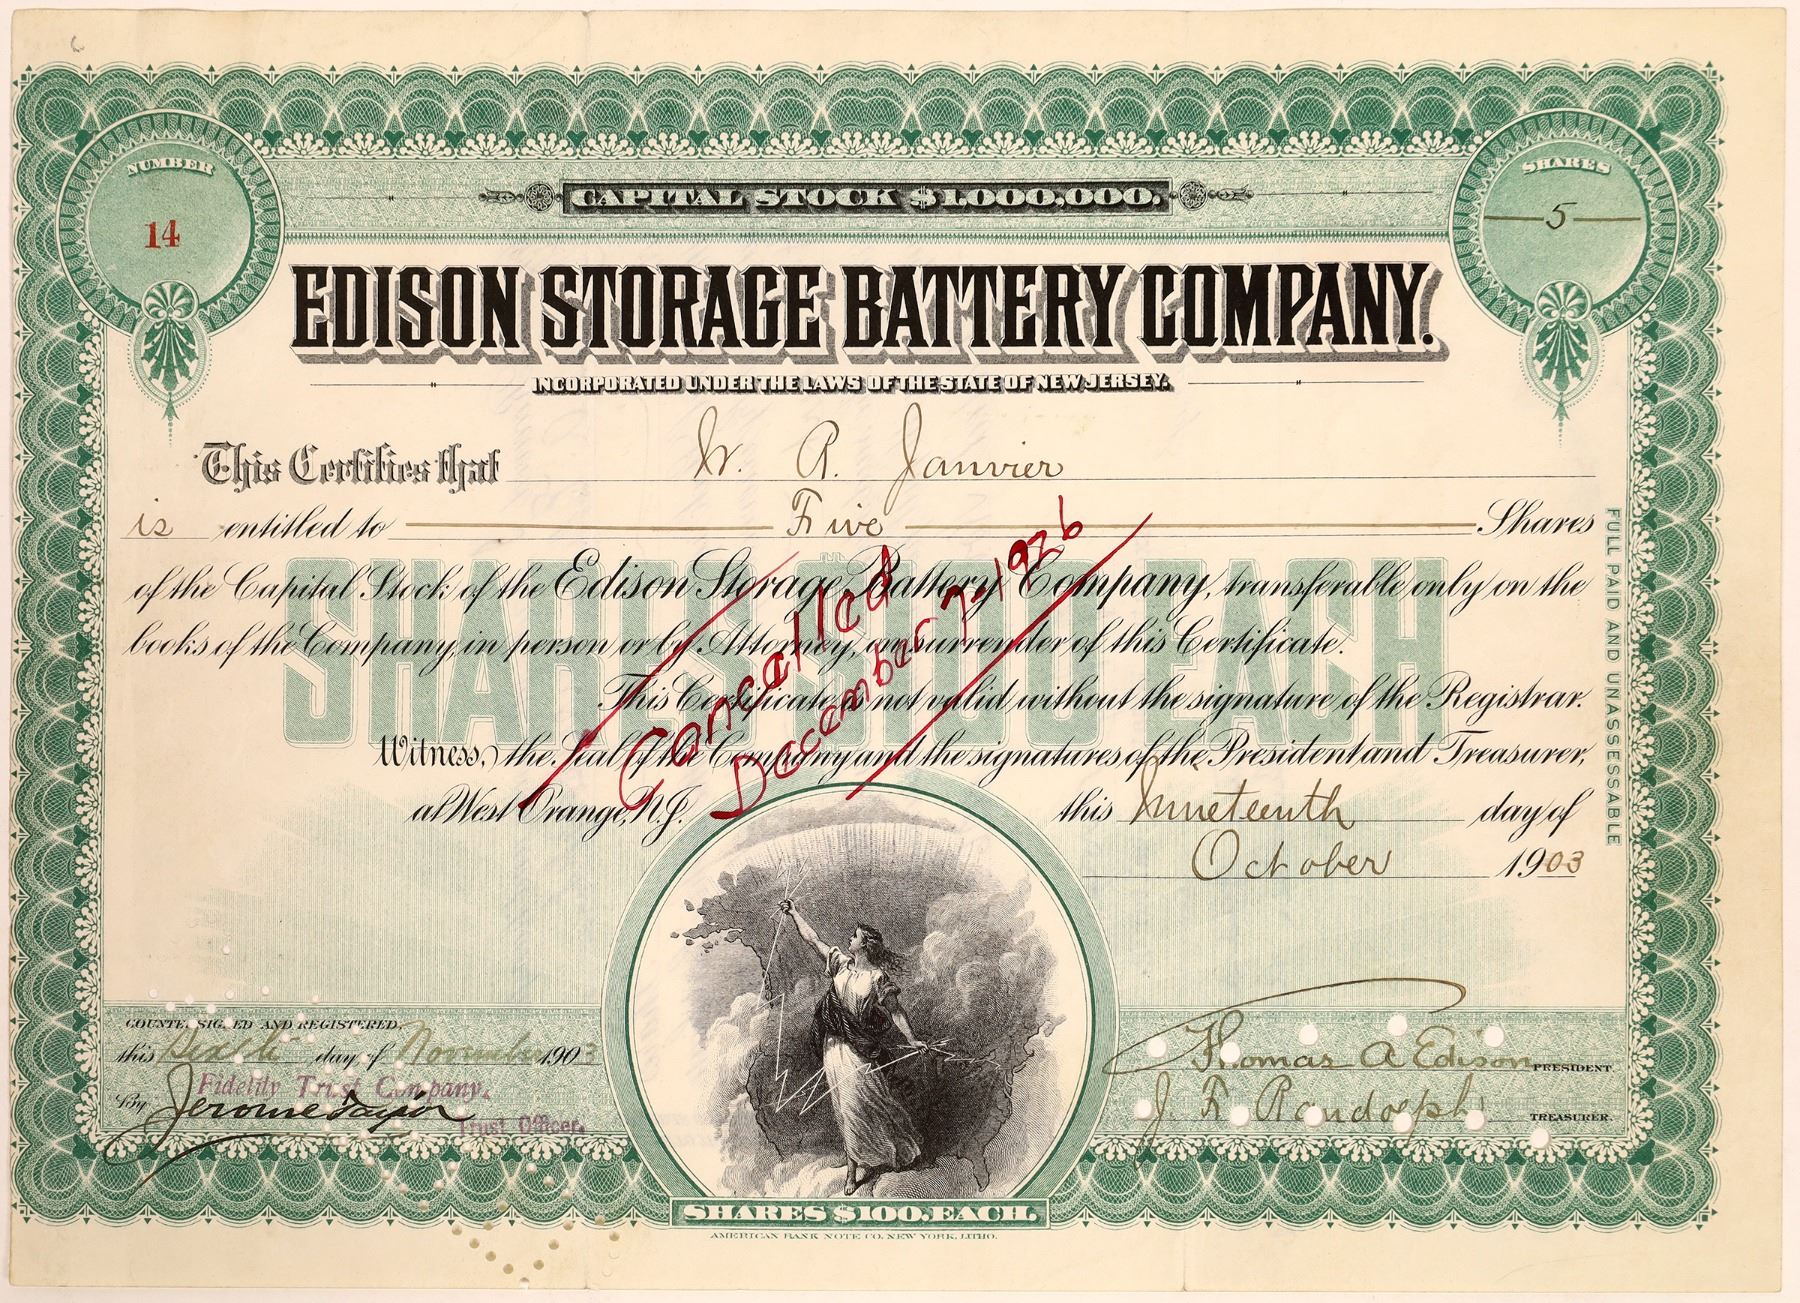 NUMBER
14
SHARES
5
CAPITAL STOCK $1,000,000.
EDISON STORAGE BATTERY COMPANY.
INCORPORATED UNDER THE LAWS OF THE STATE OF NEW JERSEY.
This Certifies that W. R. Janvier
is entitled to Five Shares
of the Capital Stock of the Edison Storage Battery Company, transferable only on the
books of the Company, in person or by Attorney, on surrender of this Certificate.
This Certificate is not valid without the signature of the Registrar.
Witness, the Seal of the Company and the signatures of the President and Treasurer,
at West Orange, N.J. this Nineteenth day of
October 1903
SHARES $100 EACH
Cancelled
December 7-1926
FULL PAID AND UNASSESSABLE
COUNTERSIGNED AND REGISTERED,
this Sixth day of November 1903
Fidelity Trust Company,
By Jerome Taylor
Trust Officer.
Thomas A Edison PRESIDENT.
J. F. Randolph TREASURER.
SHARES $100. EACH.
AMERICAN BANK NOTE CO. NEW YORK, LITHO.